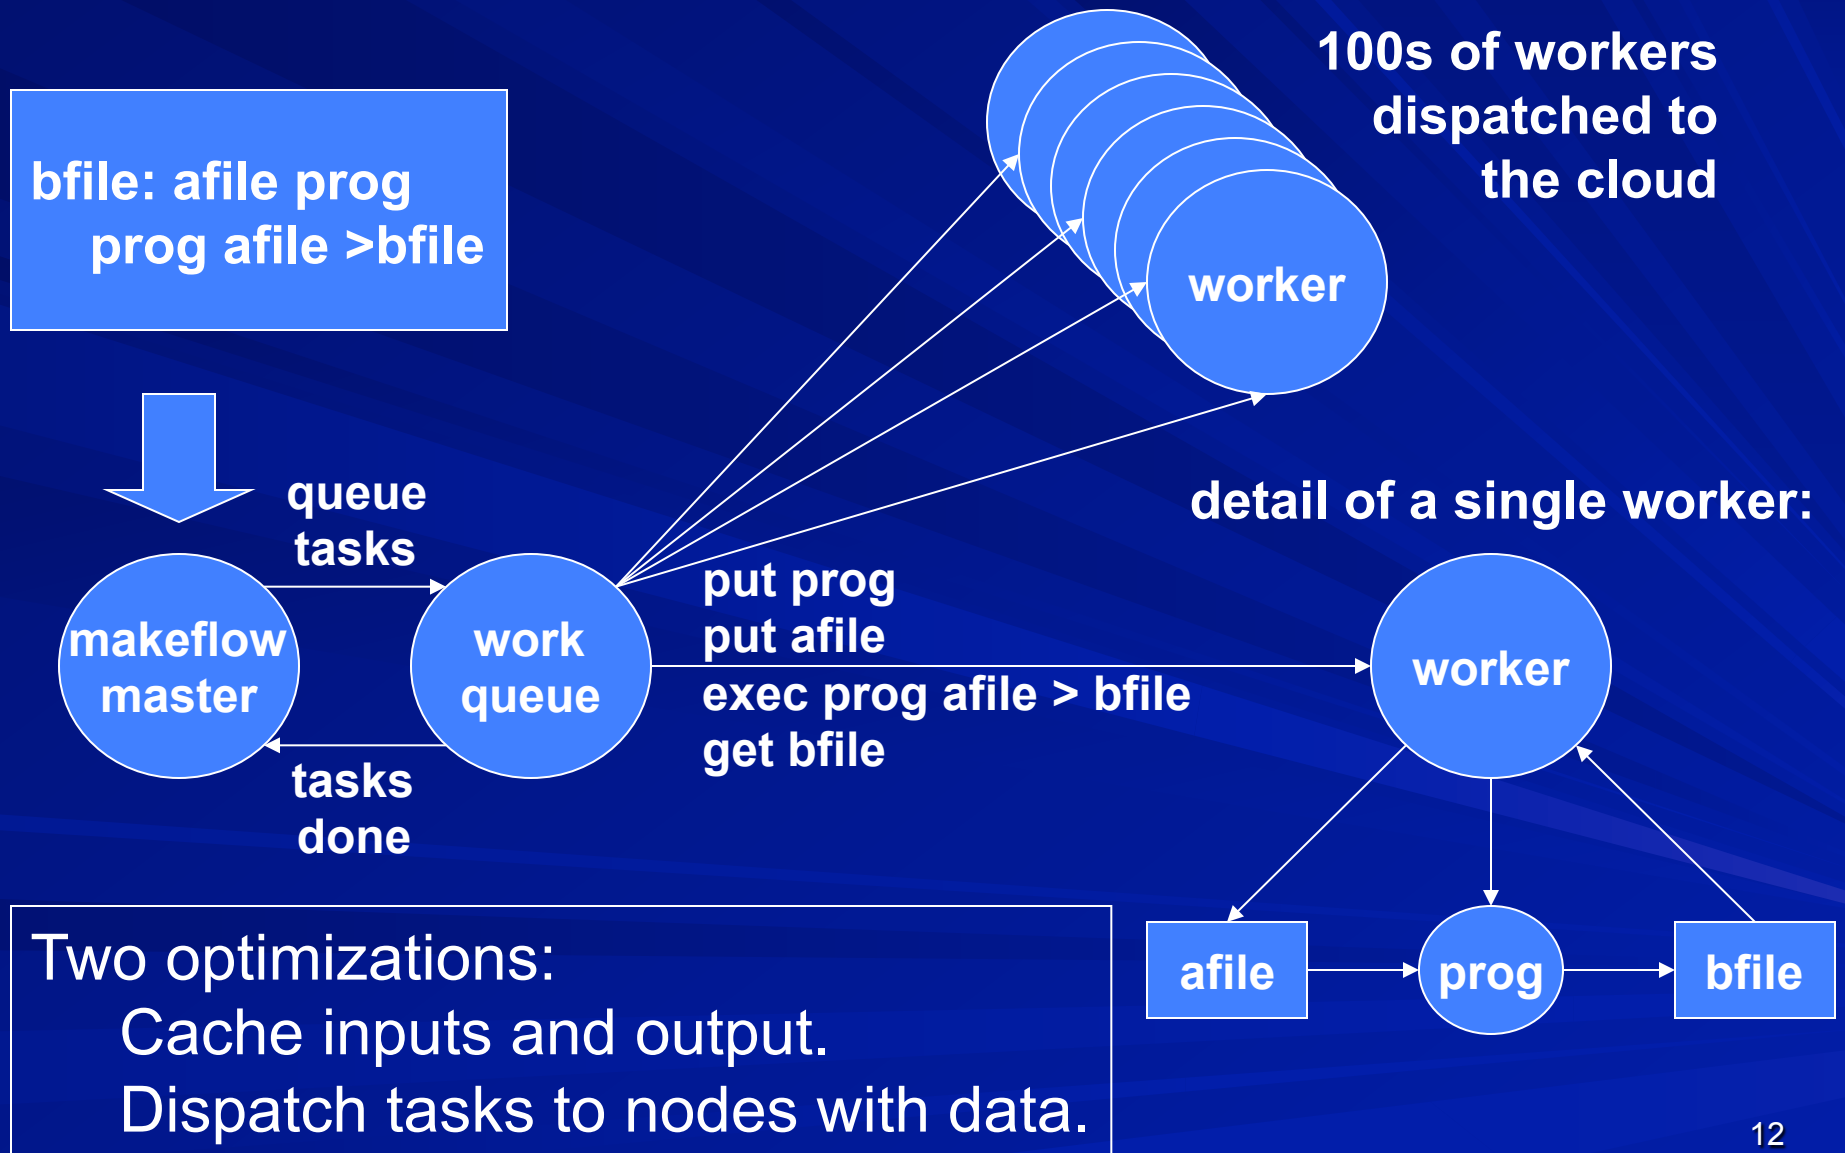 100s of workers
dispatched to
the cloud
bfile: afile prog
prog afile >bfile
worker
queue
tasks
detail of a single worker:
makeflow
master
work
queue
put prog
put afile
exec prog afile > bfile
get bfile
worker
tasks
done
afile
prog
bfile
Two optimizations:
Cache inputs and output.
Dispatch tasks to nodes with data.
12